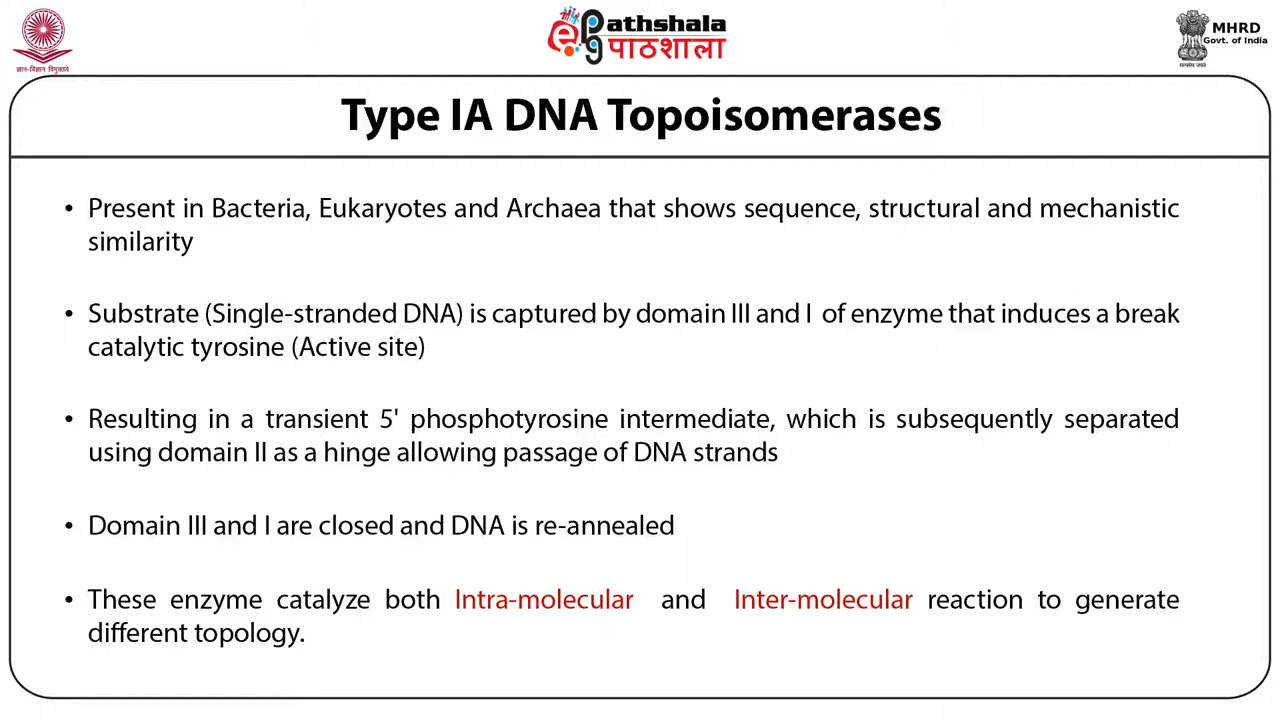 ज्ञान-विज्ञान विमुक्तये
ePathshala
पाठशाला
MHRD
Govt. of India
सत्यमेव जयते
Type IA DNA Topoisomerases
• Present in Bacteria, Eukaryotes and Archaea that shows sequence, structural and mechanistic
similarity
• Substrate (Single-stranded DNA) is captured by domain III and I of enzyme that induces a break
catalytic tyrosine (Active site)
• Resulting in a transient 5' phosphotyrosine intermediate, which is subsequently separated
using domain II as a hinge allowing passage of DNA strands
• Domain III and I are closed and DNA is re-annealed
• These enzyme catalyze both Intra-molecular and Inter-molecular reaction to generate
different topology.